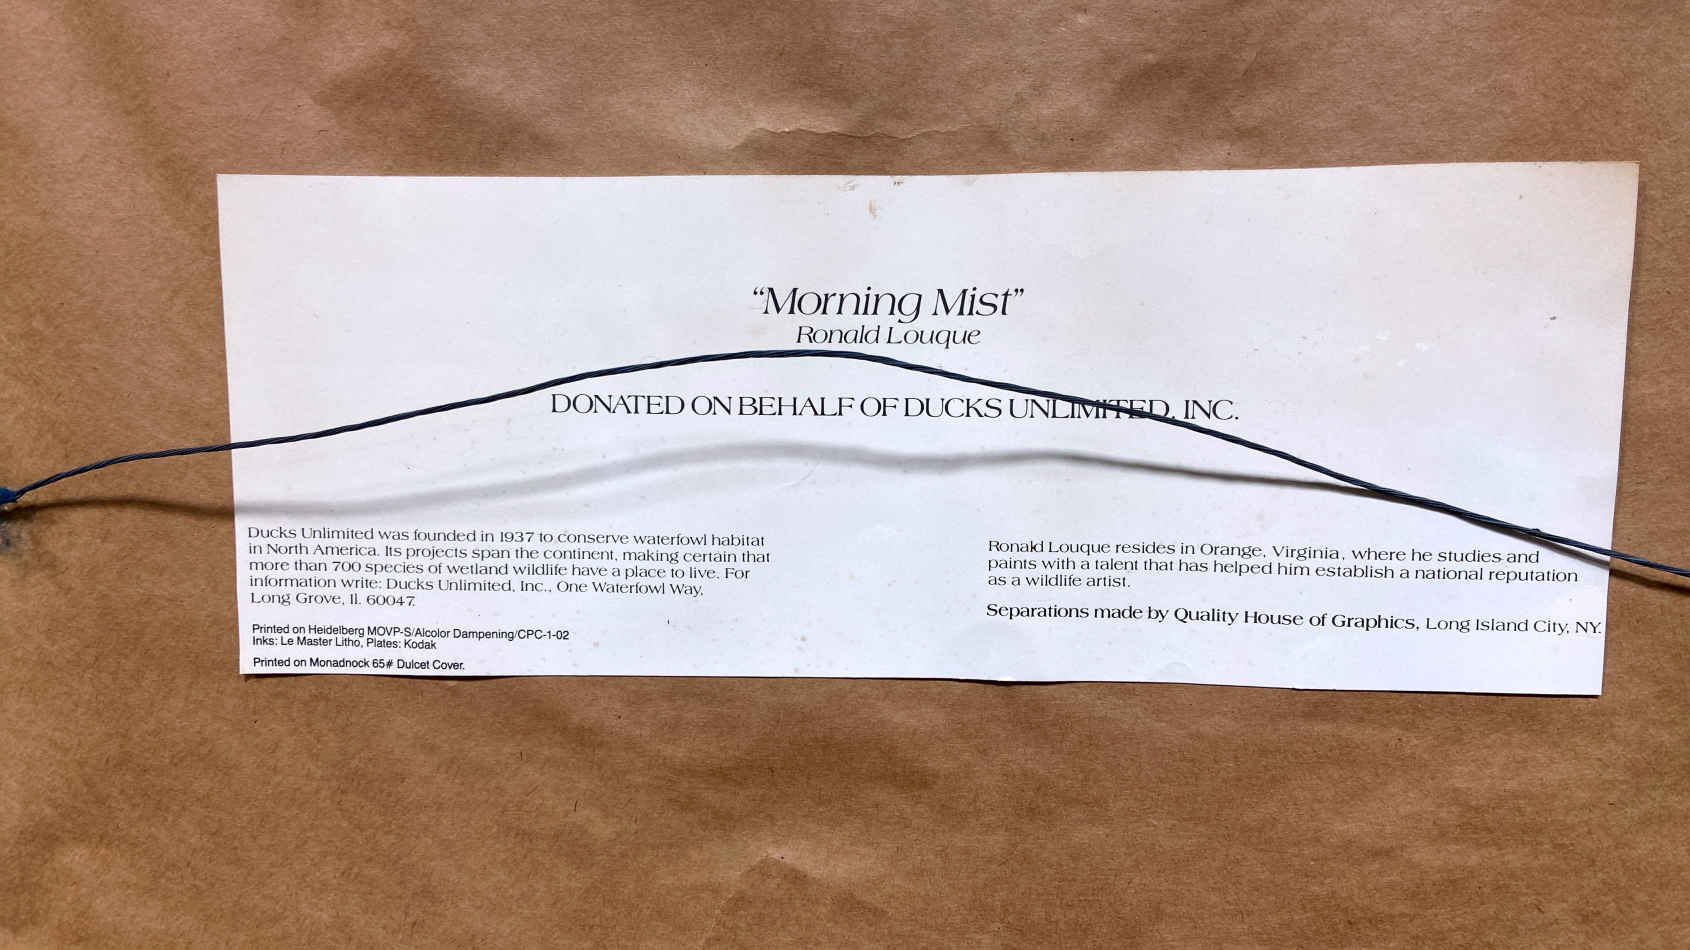 “Morning Mist”
Ronald Louque
DONATED ON BEHALF OF DUCKS UNLIMITED, INC.
Ducks Unlimited was founded in 1937 to conserve waterfowl habitat
in North America. Its projects span the continent, making certain that
more than 700 species of wetland wildlife have a place to live. For
information write: Ducks Unlimited, Inc., One Waterfowl Way,
Long Grove, Il. 60047.
Printed on Heidelberg MOVP-S/Alcolor Dampening/CPC-1-02
Inks: Le Master Litho, Plates: Kodak
Printed on Monadnock 65# Dulcet Cover.
Ronald Louque resides in Orange, Virginia, where he studies and
paints with a talent that has helped him establish a national reputation
as a wildlife artist.
Separations made by Quality House of Graphics, Long Island City, NY.